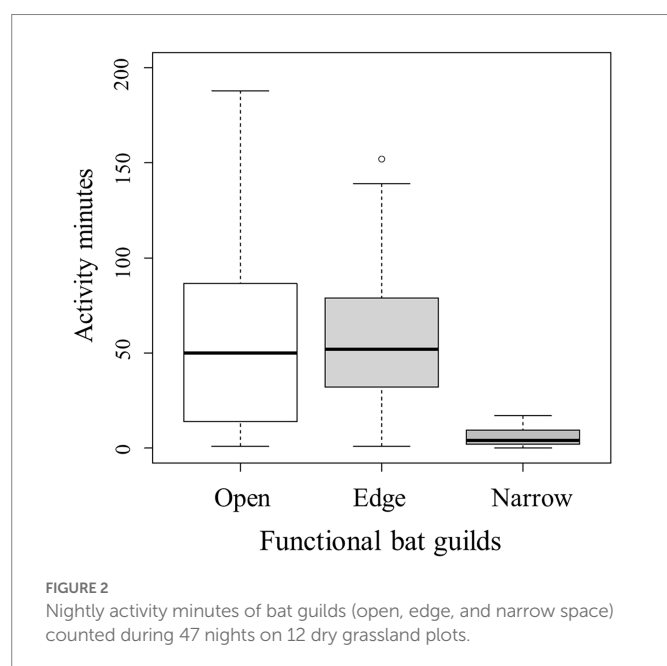 200
150
100
50
0
Activity minutes
Open Edge Narrow
Functional bat guilds
FIGURE 2
Nightly activity minutes of bat guilds (open, edge, and narrow space)
counted during 47 nights on 12 dry grassland plots.